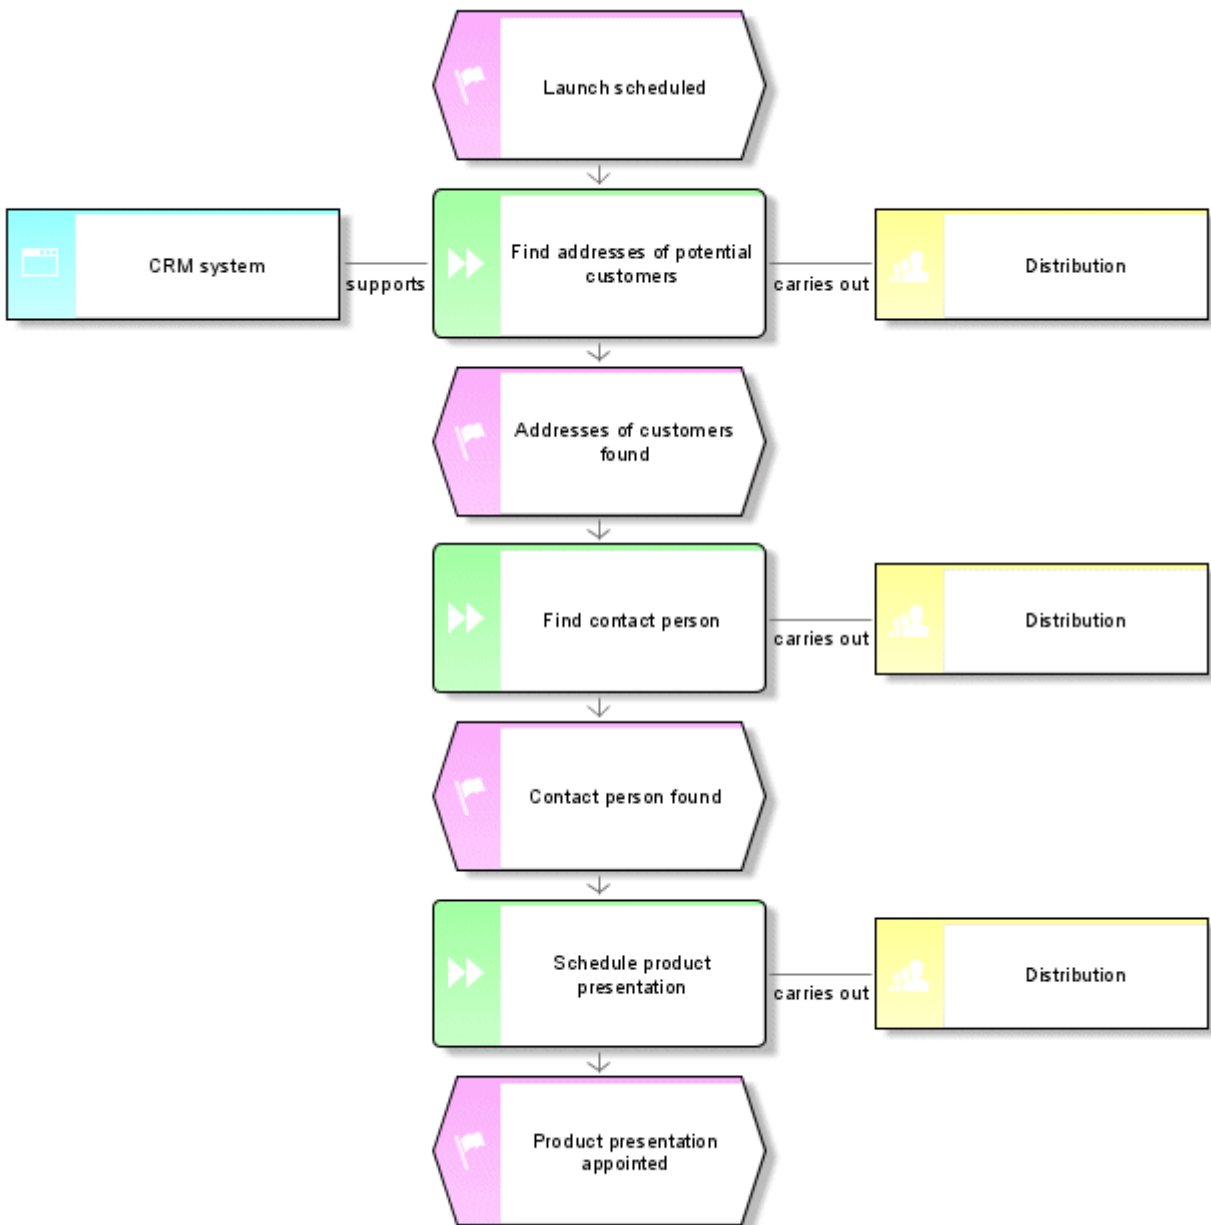 Launch scheduled
CRM system
supports
Find addresses of potential
customers
carries out
Distribution
Addresses of customers
found
Find contact person
carries out
Distribution
Contact person found
Schedule product
presentation
carries out
Distribution
Product presentation
appointed